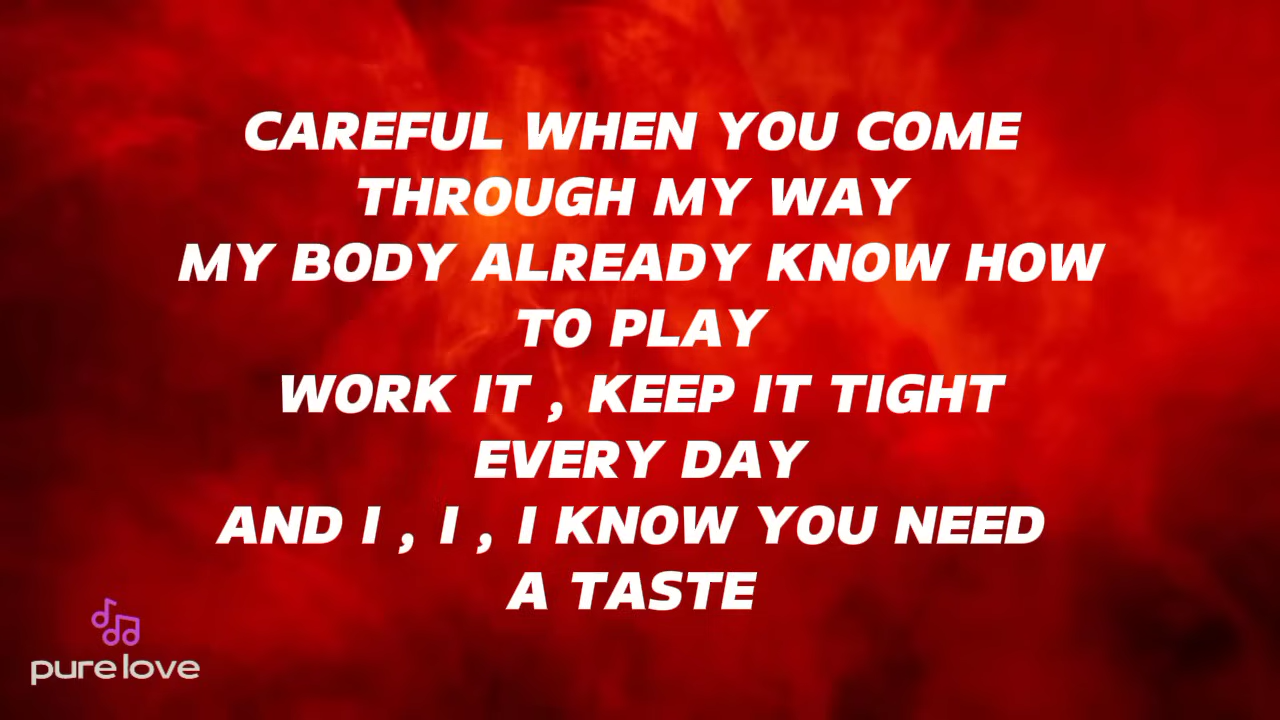 CAREFUL WHEN YOU COME
THROUGH MY WAY
MY BODY ALREADY KNOW HOW
TO PLAY
WORK IT , KEEP IT TIGHT
EVERY DAY
AND I , I , I KNOW YOU NEED
A TASTE
pure love